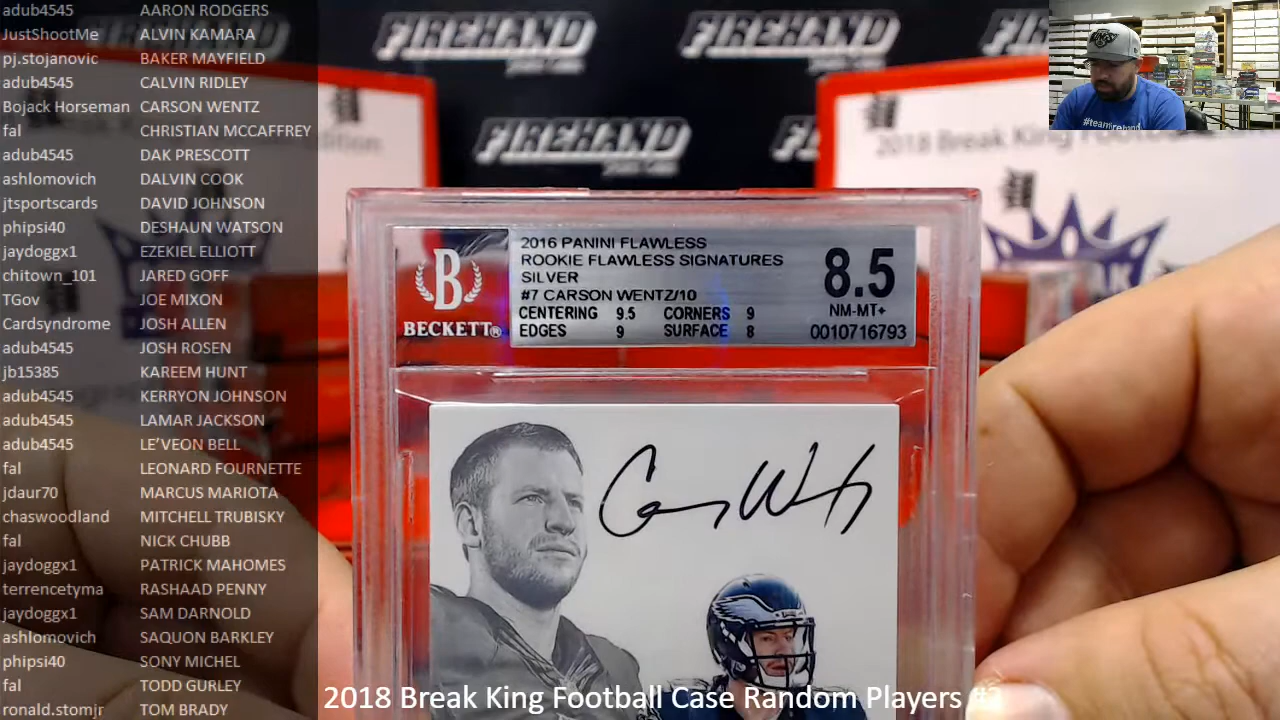 adub4545 AARON RODGERS
JustShootMe ALVIN KAMARA
pj.stojanovic BAKER MAYFIELD
adub4545 CALVIN RIDLEY
Bojack Horseman CARSON WENTZ
fal CHRISTIAN MCCAFFREY
adub4545 DAK PRESCOTT
ashlomovich DALVIN COOK
jtsportscards DAVID JOHNSON
phipsi40 DESHAUN WATSON
jaydoggx1 EZEKIEL ELLIOTT
chitown_101 JARED GOFF
TGov JOE MIXON
Cardsyndrome JOSH ALLEN
adub4545 JOSH ROSEN
jb15385 KAREEM HUNT
adub4545 KERRYON JOHNSON
adub4545 LAMAR JACKSON
adub4545 LE'VEON BELL
fal LEONARD FOURNETTE
jdaur70 MARCUS MARIOTA
chaswoodland MITCHELL TRUBISKY
fal NICK CHUBB
jaydoggx1 PATRICK MAHOMES
terrencetyma RASHAAD PENNY
jaydoggx1 SAM DARNOLD
ashlomovich SAQUON BARKLEY
phipsi40 SONY MICHEL
fal TODD GURLEY
ronald.stomjr TOM BRADY
FIREHAND
FIREHAND
FIREHAND
2018 Break King Football
#teamfirehand
B
BECKETT®
2016 PANINI FLAWLESS
ROOKIE FLAWLESS SIGNATURES
SILVER
#7 CARSON WENTZ/10
CENTERING 9.5 CORNERS 9
EDGES 9 SURFACE 8
8.5
NM-MT+
0010716793
2018 Break King Football Case Random Players